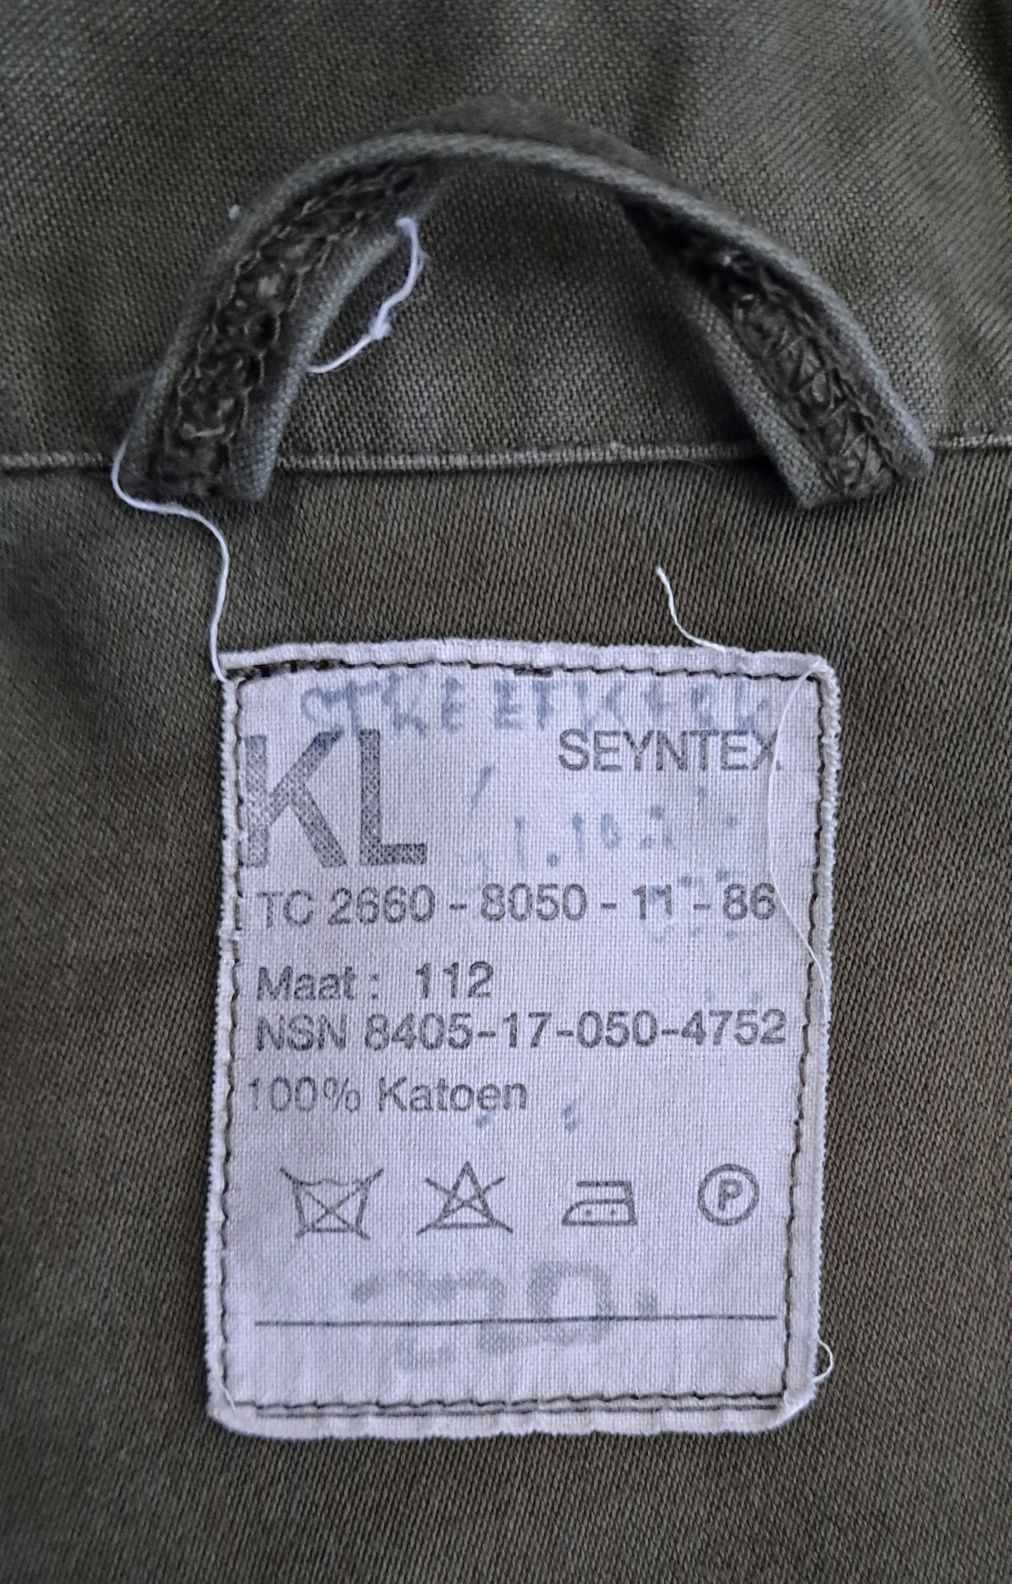 KL
SEYNTEX
TC 2660 - 8050 - 11 - 86
Maat : 112
NSN 8405-17-050-4752
100% Katoen
P